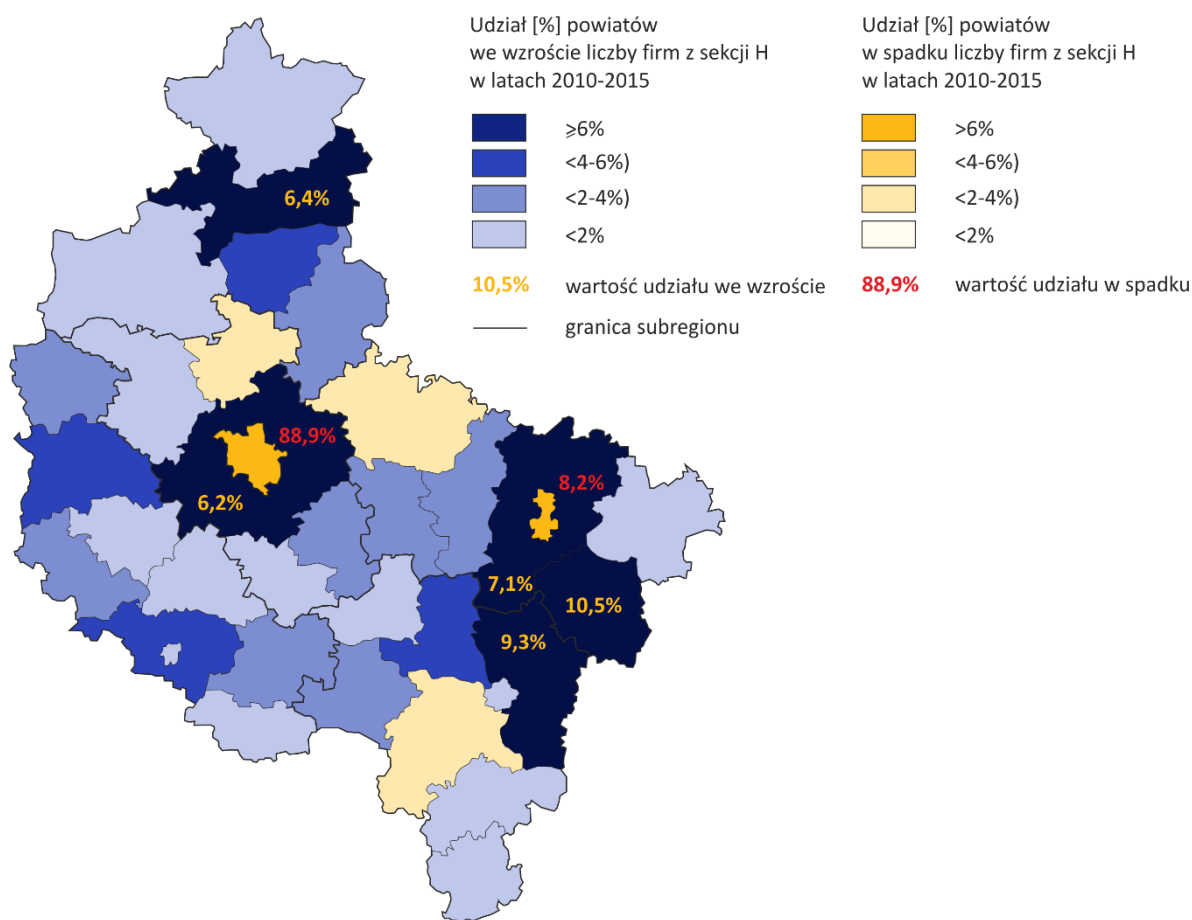 Udział [%] powiatów
we wzroście liczby firm z sekcji H
w latach 2010-2015
⩾6%
<4-6%)
<2-4%)
<2%
10,5% wartość udziału we wzroście
granica subregionu
Udział [%] powiatów
w spadku liczby firm z sekcji H
w latach 2010-2015
>6%
<4-6%)
<2-4%)
<2%
88,9% wartość udziału w spadku
6,4%
88,9%
6,2%
8,2%
7,1%
10,5%
9,3%